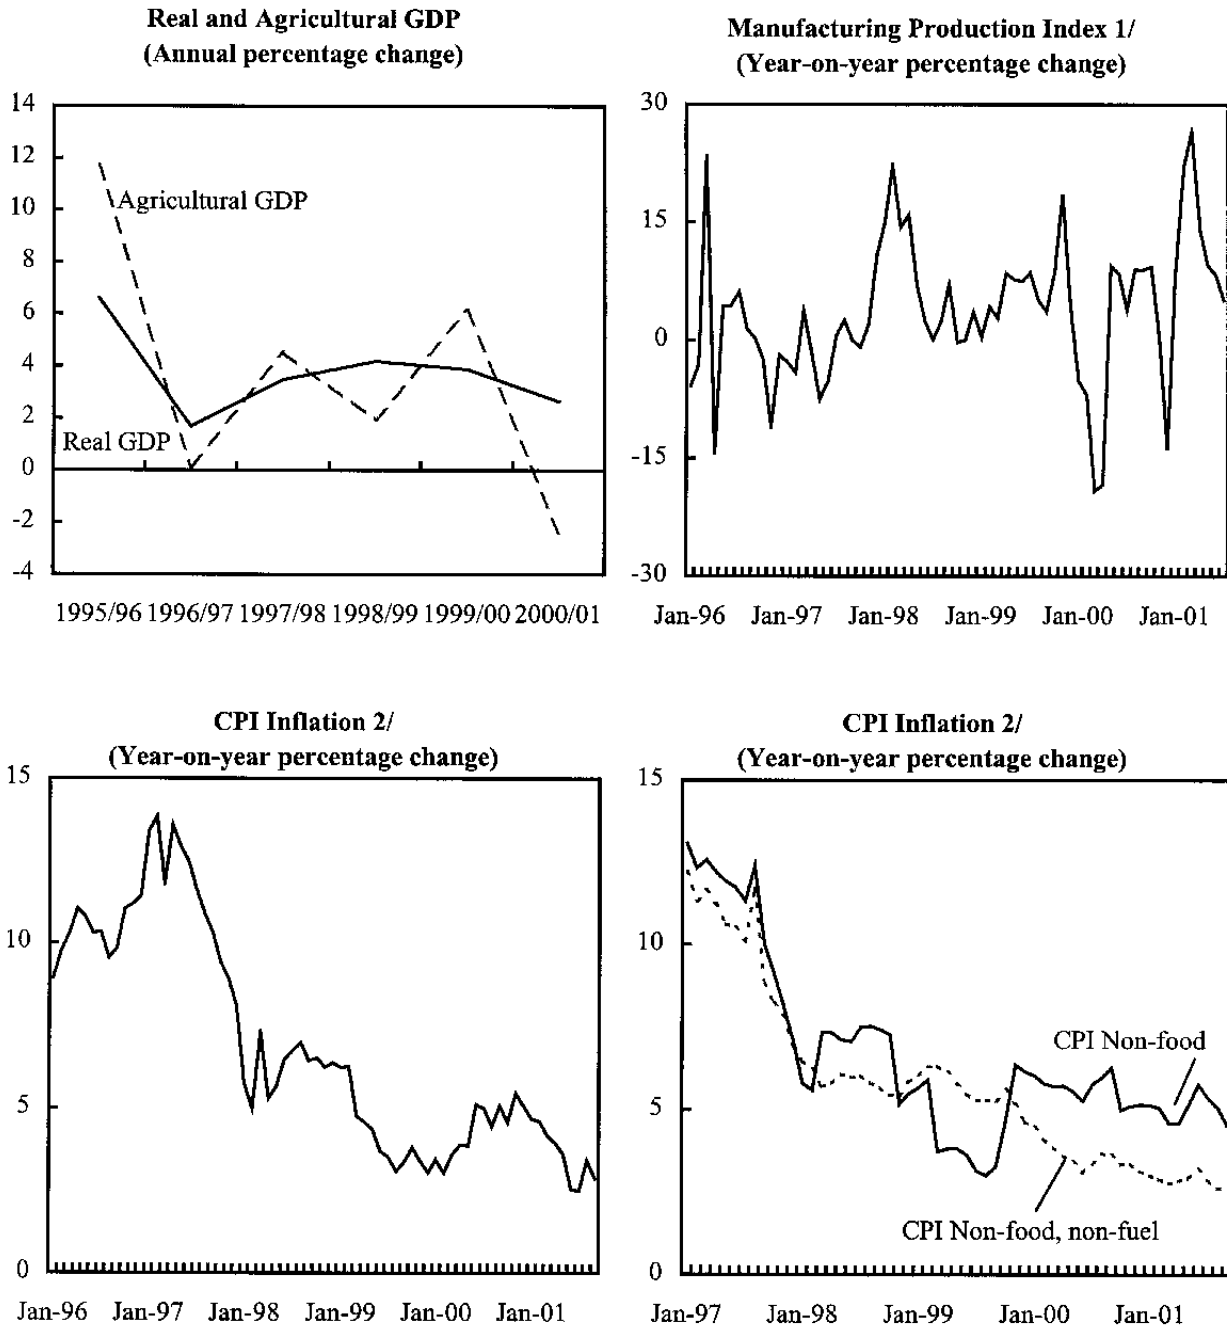 Real and Agricultural GDP
(Annual percentage change)
14
12
10
8
6
4
2
0
-2
-4
Agricultural GDP
Real GDP
1995/96 1996/97 1997/98 1998/99 1999/00 2000/01
Manufacturing Production Index 1/
(Year-on-year percentage change)
30
15
0
-15
-30
Jan-96 Jan-97 Jan-98 Jan-99 Jan-00 Jan-01
CPI Inflation 2/
(Year-on-year percentage change)
15
10
5
0
Jan-96 Jan-97 Jan-98 Jan-99 Jan-00 Jan-01
CPI Inflation 2/
(Year-on-year percentage change)
15
10
5
0
CPI Non-food
CPI Non-food, non-fuel
Jan-97 Jan-98 Jan-99 Jan-00 Jan-01